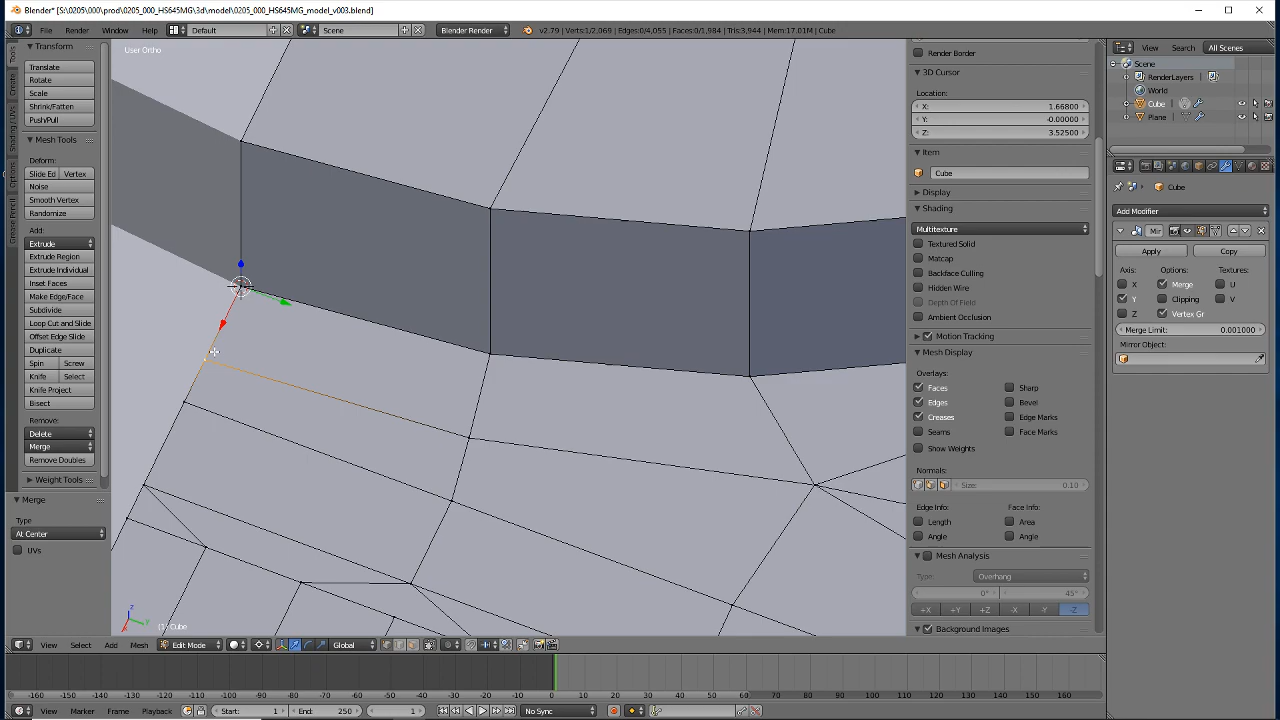 Blender* [S:\0205\000\prod\0205_000_HS645MG\3d\model\0205_000_HS645MG_model_v003.blend]
File Render Window Help Default Scene Blender Render v2.79 | Verts:1/2,069 | Edges:0/4,055 | Faces:0/1,984 | Tris:3,944 | Mem:17.01M | Cube
View Search All Scenes
Tools
Create
Shading / UVs
Options
Grease Pencil
Transform
Translate
Rotate
Scale
Shrink/Fatten
Push/Pull
Mesh Tools
Deform:
Slide Ed Vertex
Noise
Smooth Vertex
Randomize
Add:
Extrude
Extrude Region
Extrude Individual
Inset Faces
Make Edge/Face
Subdivide
Loop Cut and Slide
Offset Edge Slide
Duplicate
Spin Screw
Knife Select
Knife Project
Bisect
Remove:
Delete
Merge
Remove Doubles
Weight Tools
Merge
Type
At Center
UVs
User Ortho
z
y
x
(1) Cube
Render Border
3D Cursor
Location:
X: 1.66800
Y: -0.00000
Z: 3.52500
Item
Cube
Display
Shading
Multitexture
Textured Solid
Matcap
Backface Culling
Hidden Wire
Depth Of Field
Ambient Occlusion
Motion Tracking
Mesh Display
Overlays:
Faces Sharp
Edges Bevel
Creases Edge Marks
Seams Face Marks
Show Weights
Normals:
Size: 0.10
Edge Info: Face Info:
Length Area
Angle Angle
Mesh Analysis
Type: Overhang
0° 45°
+X +Y +Z -X -Y -Z
Background Images
Scene
RenderLayers
World
Cube
Plane
Cube
Add Modifier
Mir
Apply Copy
Axis: Options: Textures:
X Merge U
Y Clipping V
Z Vertex Gr
Merge Limit: 0.001000
Mirror Object:
View Select Add Mesh Edit Mode Global
-160 -150 -140 -130 -120 -110 -100 -90 -80 -70 -60 -50 -40 -30 -20 -10 0 10 20 30 40 50 60 70 80 90 100 110 120 130 140 150 160
View Marker Frame Playback Start: 1 End: 250 1 No Sync